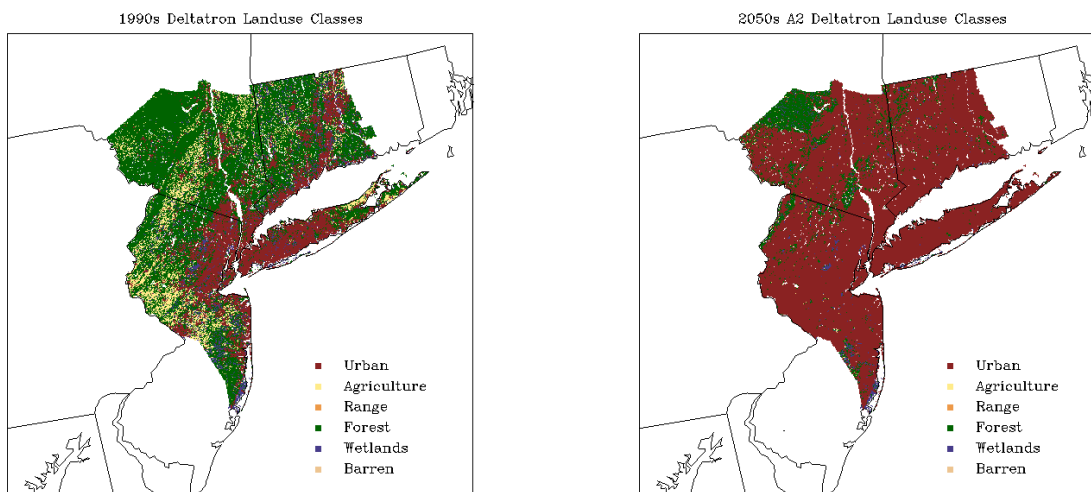 1990s Deltatron Landuse Classes
Urban
Agriculture
Range
Forest
Wetlands
Barren
2050s A2 Deltatron Landuse Classes
Urban
Agriculture
Range
Forest
Wetlands
Barren